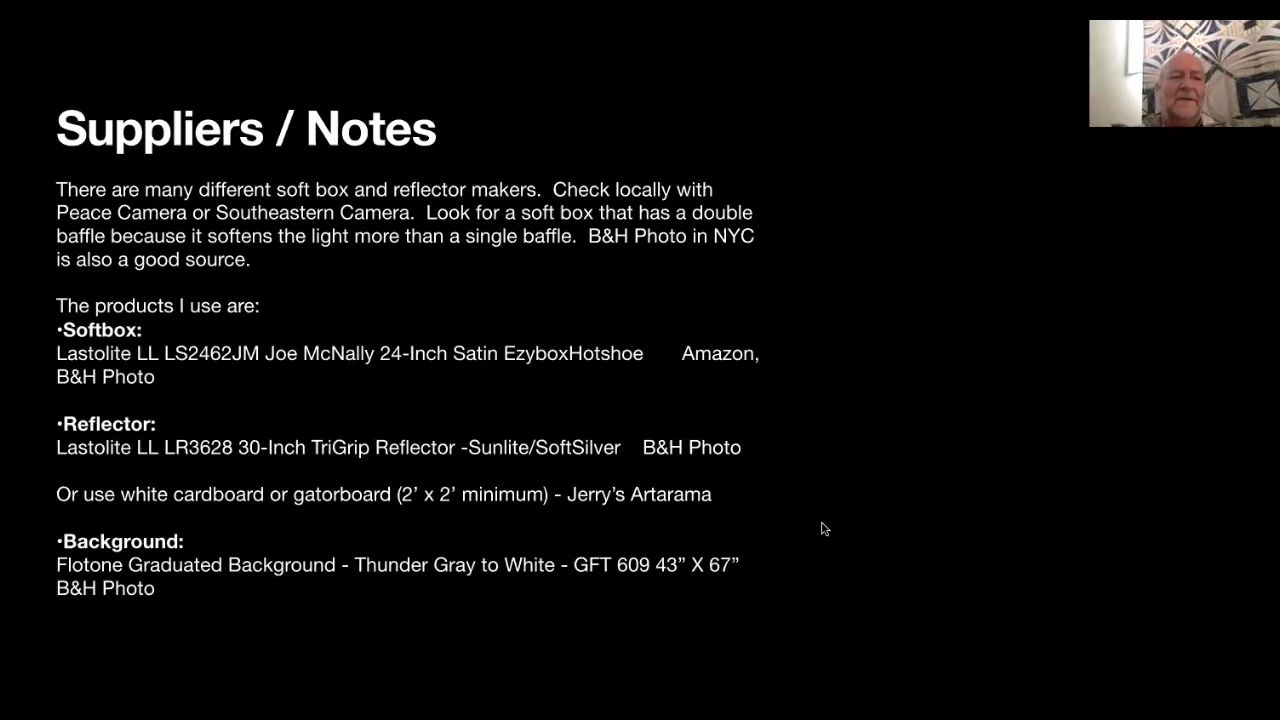 Suppliers / Notes
There are many different soft box and reflector makers.  Check locally with
Peace Camera or Southeastern Camera.  Look for a soft box that has a double
baffle because it softens the light more than a single baffle.  B&H Photo in NYC
is also a good source.
The products I use are:
•Softbox:
Lastolite LL LS2462JM Joe McNally 24-Inch Satin EzyboxHotshoe Amazon,
B&H Photo
•Reflector:
Lastolite LL LR3628 30-Inch TriGrip Reflector -Sunlite/SoftSilver B&H Photo
Or use white cardboard or gatorboard (2’ x 2’ minimum) - Jerry’s Artarama
•Background:
Flotone Graduated Background - Thunder Gray to White - GFT 609 43” X 67”
B&H Photo